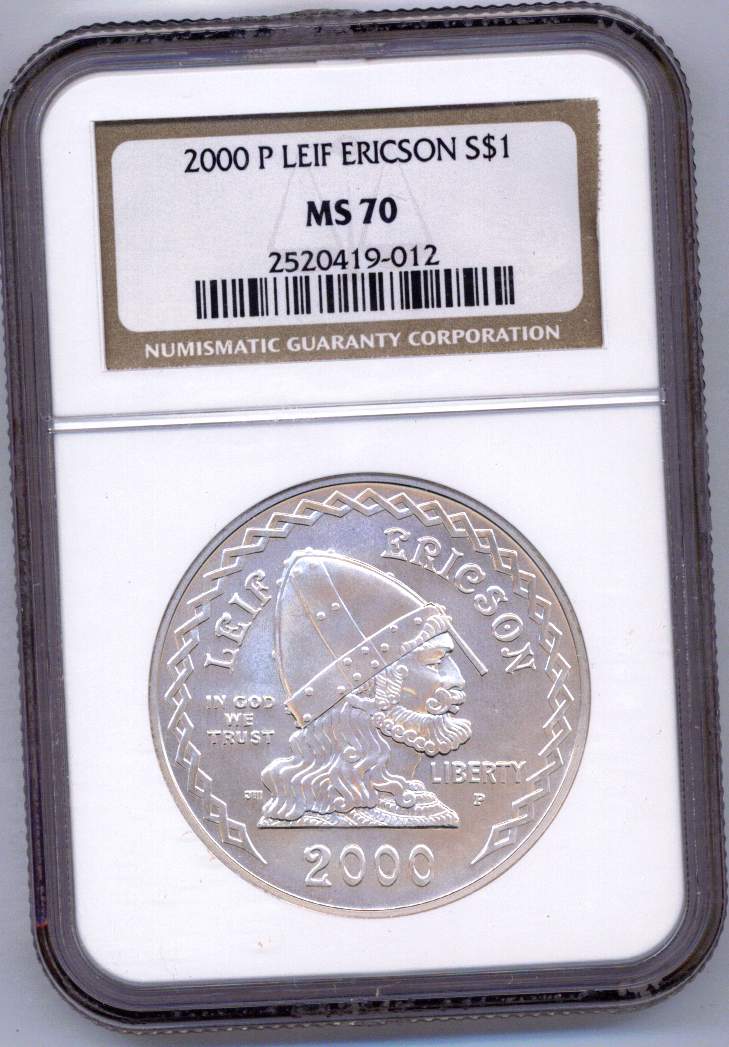 2000 P LEIF ERICSON S$1
MS 70
2520419-012
NUMISMATIC GUARANTY CORPORATION
LEIF ERICSON
IN GOD
WE
TRUST
LIBERTY
P
2000